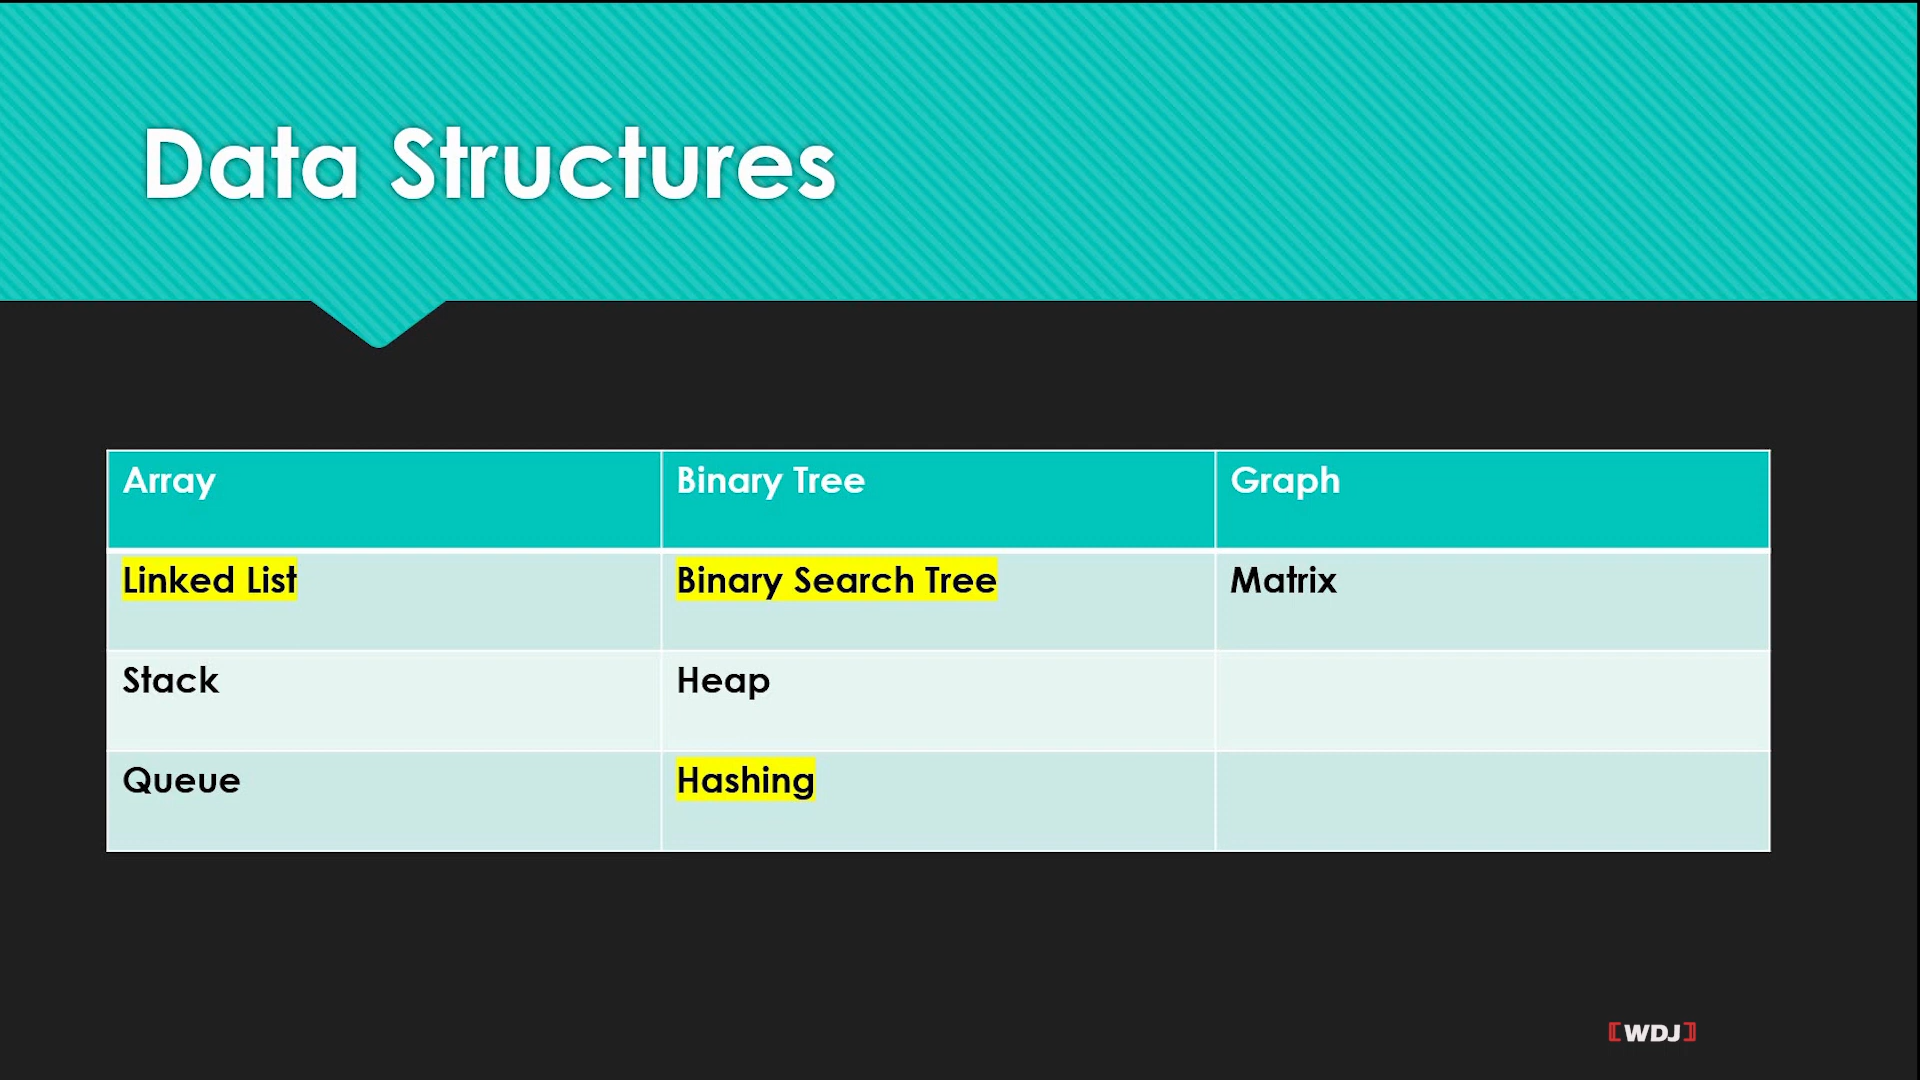 Data Structures
Array Binary Tree Graph
Linked List Binary Search Tree Matrix
Stack Heap
Queue Hashing
[WDJ]